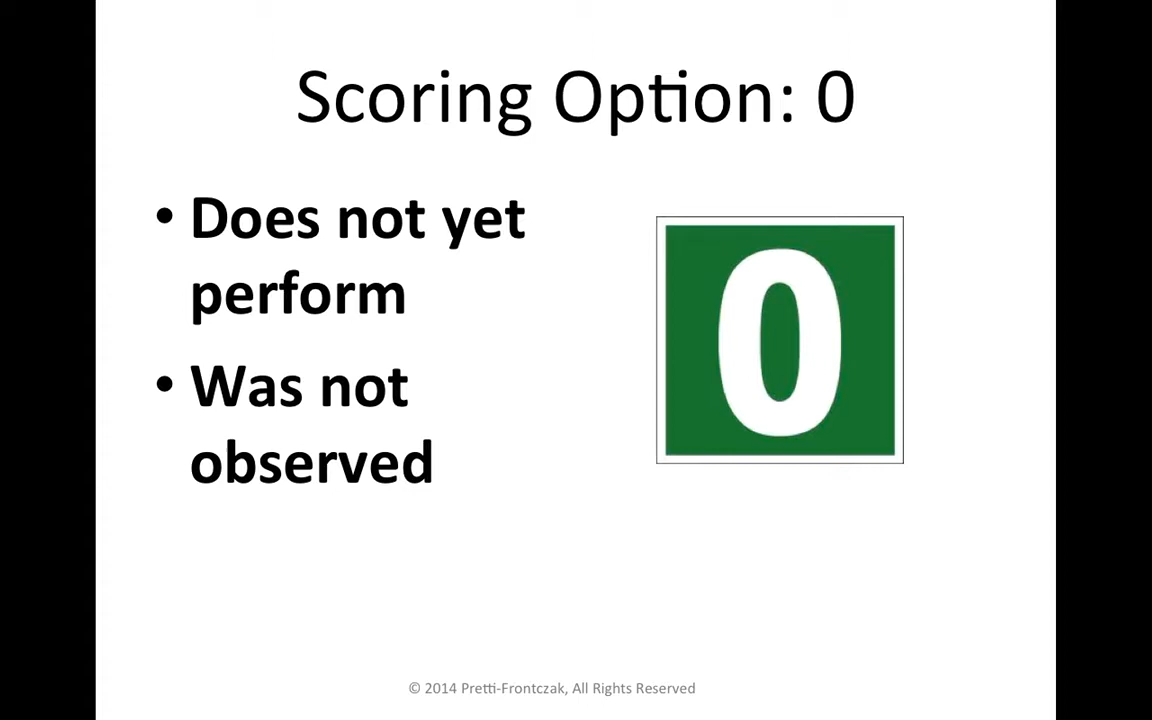 Scoring Option: 0
• Does not yet
perform
• Was not
observed
0
© 2014 Pretti-Frontczak, All Rights Reserved